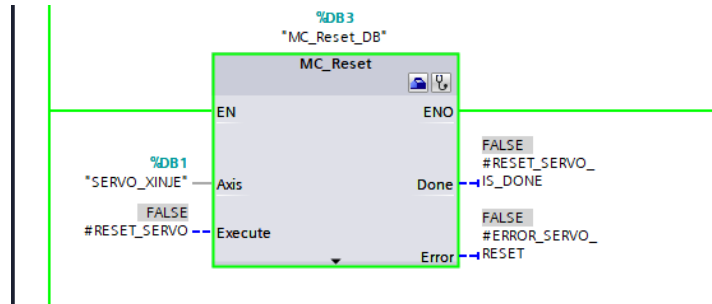 %DB3
"MC_Reset_DB"
MC_Reset
EN ENO
FALSE
%DB1 #RESET_SERVO_
"SERVO_XINJE" Axis Done IS_DONE
FALSE FALSE
#RESET_SERVO Execute #ERROR_SERVO_
Error RESET